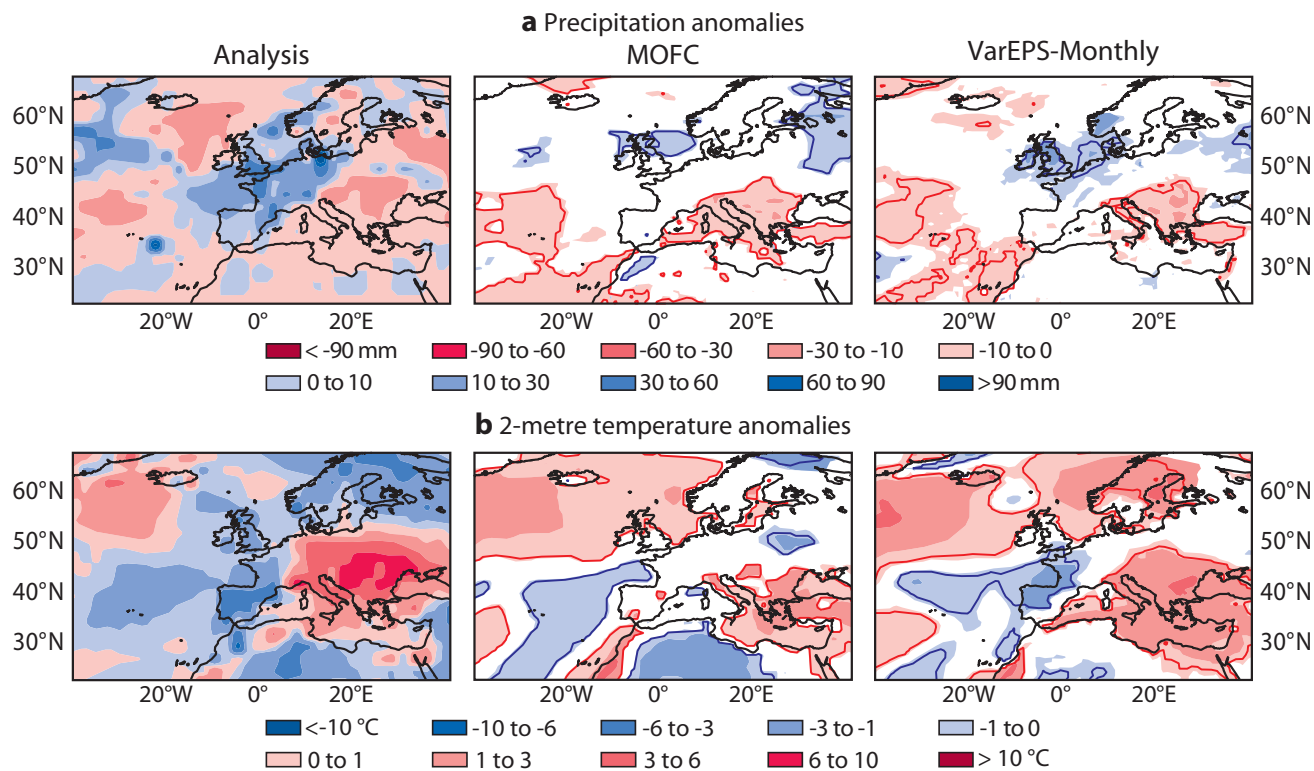 a Precipitation anomalies
Analysis MOFC VarEPS-Monthly
60°N 60°N
50°N 50°N
40°N 40°N
30°N 30°N
20°W 0° 20°E 20°W 0° 20°E 20°W 0° 20°E
< -90 mm -90 to -60 -60 to -30 -30 to -10 -10 to 0
0 to 10 10 to 30 30 to 60 60 to 90 >90 mm
b 2-metre temperature anomalies
60°N 60°N
50°N 50°N
40°N 40°N
30°N 30°N
20°W 0° 20°E 20°W 0° 20°E 20°W 0° 20°E
<-10 °C -10 to -6 -6 to -3 -3 to -1 -1 to 0
0 to 1 1 to 3 3 to 6 6 to 10 > 10 °C